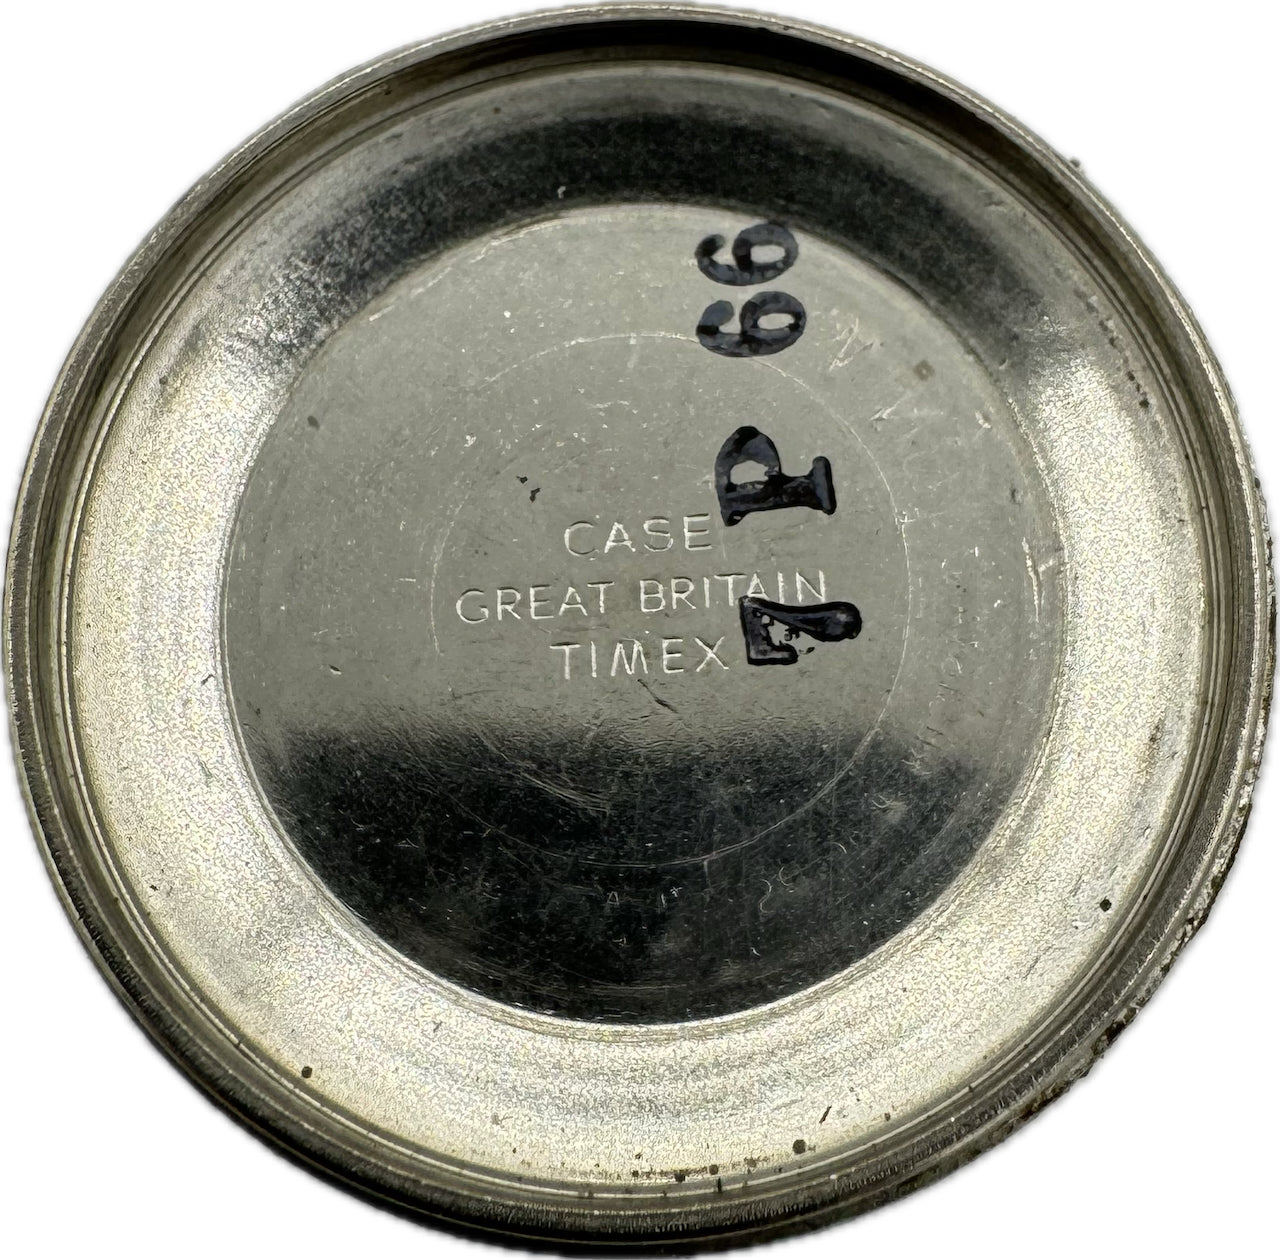 CASE
GREAT BRITAIN
TIMEX
7 P 66